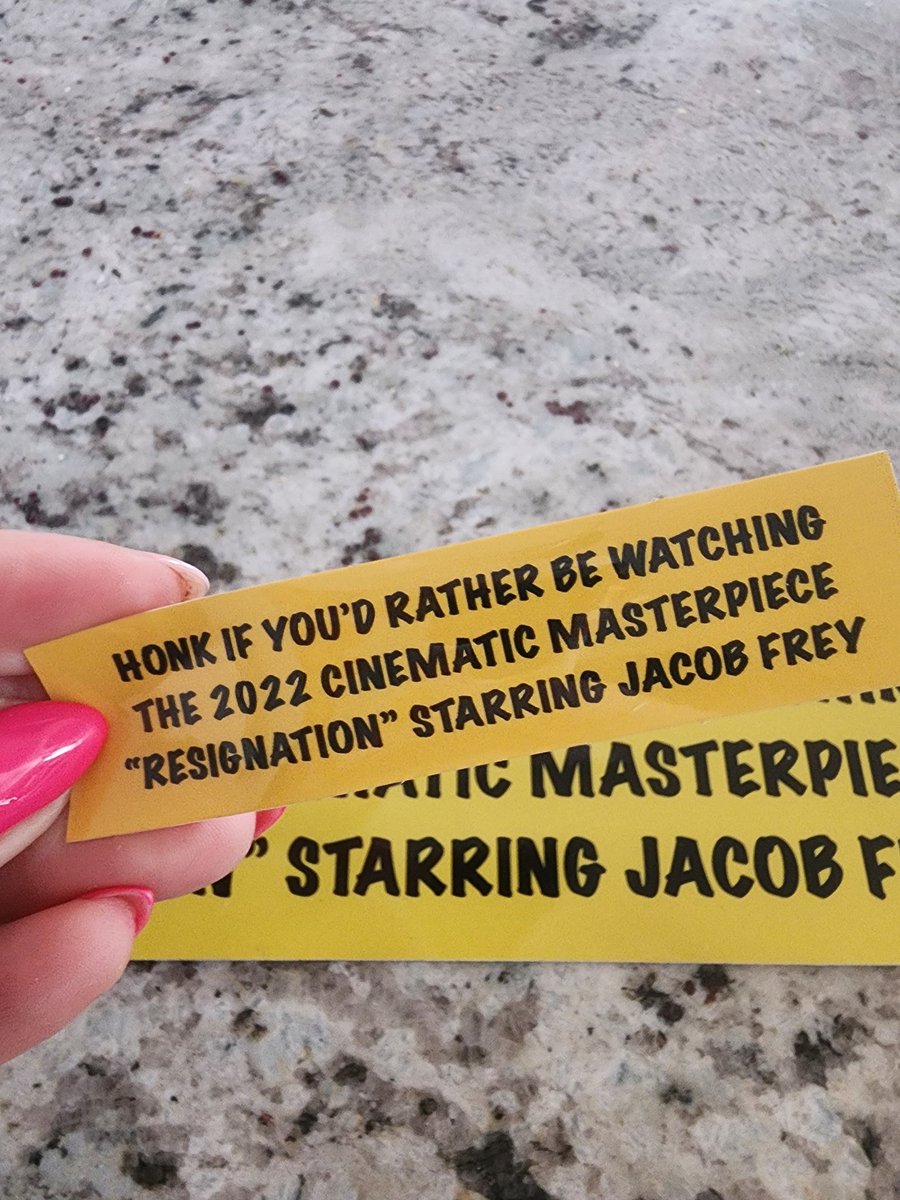 HONK IF YOU'D RATHER BE WATCHING
THE 2022 CINEMATIC MASTERPIECE
"RESIGNATION" STARRING JACOB FREY
MASTERPIE
" STARRING JACOB F